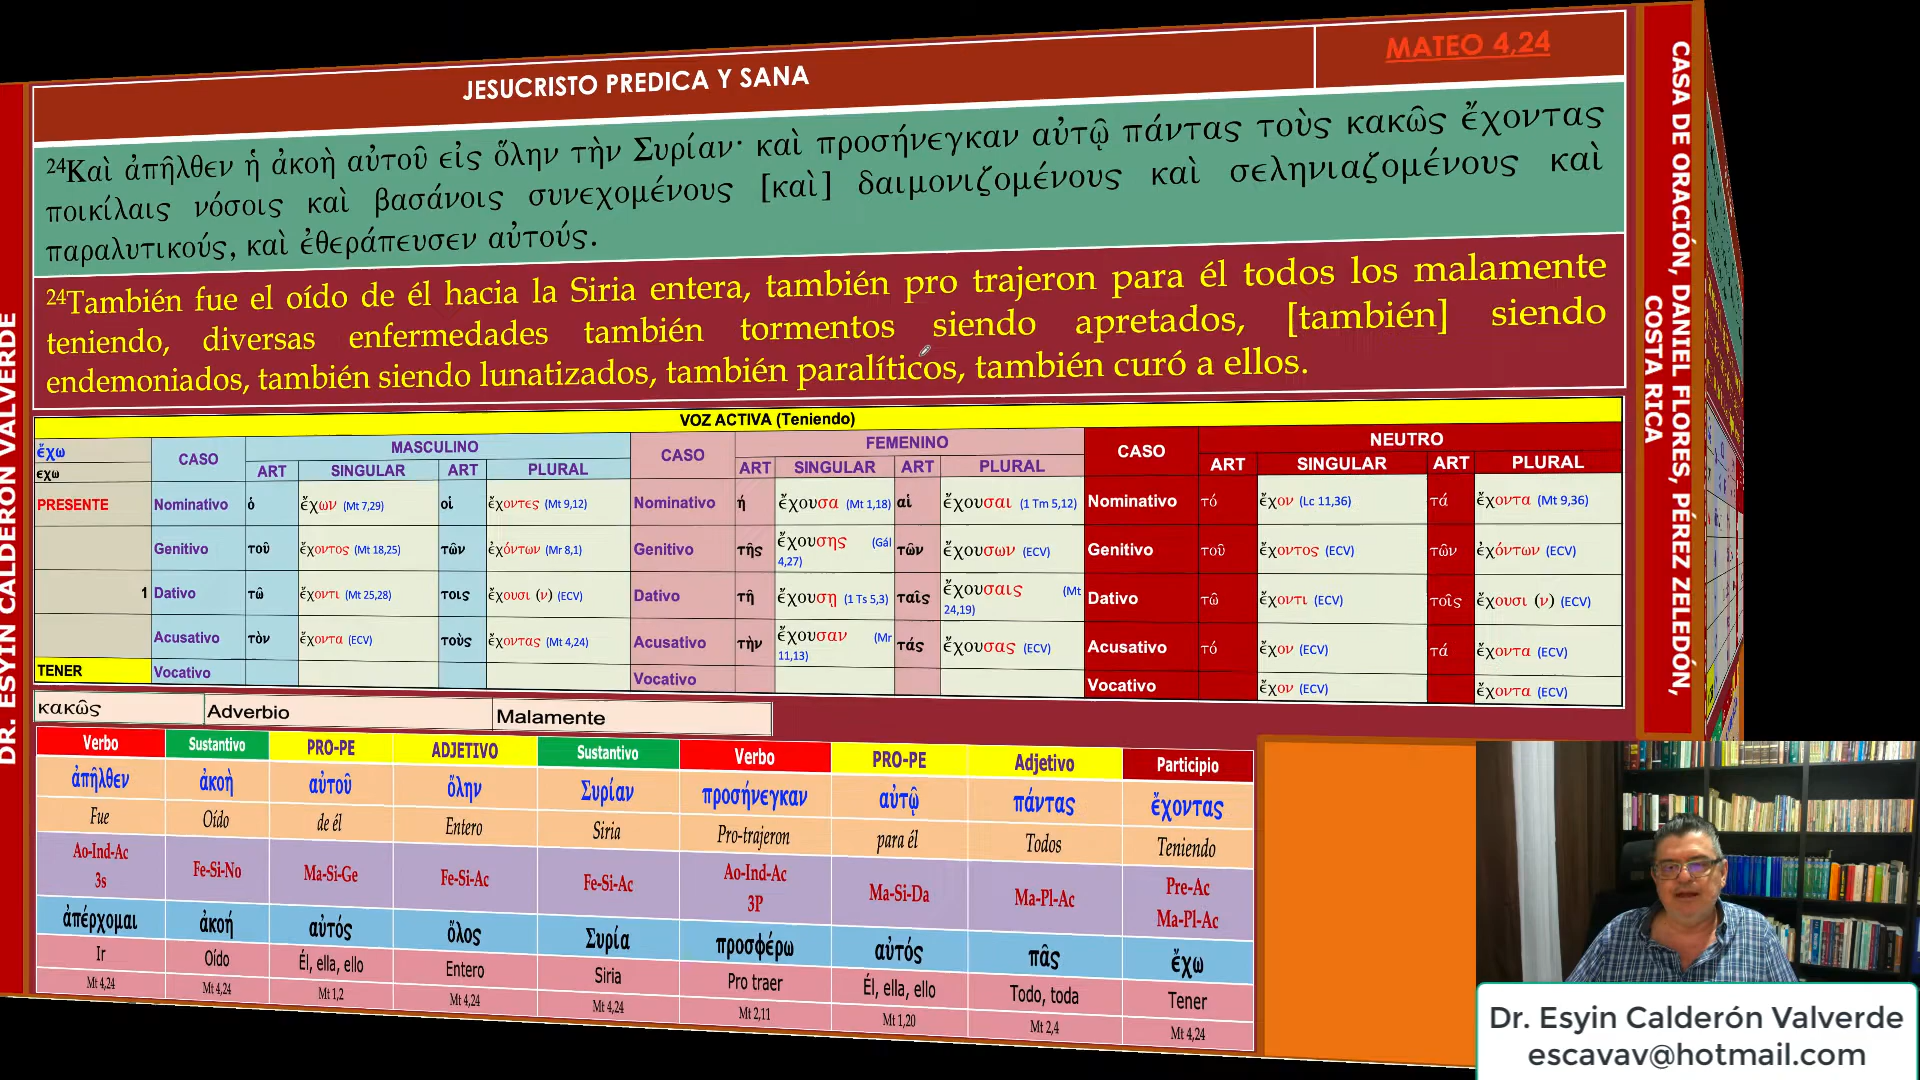 JESUCRISTO PREDICA Y SANA
MATEO 4,24
²⁴Καὶ ἀπῆλθεν ἡ ἀκοὴ αὐτοῦ εἰς ὅλην τὴν Συρίαν· καὶ προσήνεγκαν αὐτῷ πάντας τοὺς κακῶς ἔχοντας
ποικίλαις νόσοις καὶ βασάνοις συνεχομένους [καὶ] δαιμονιζομένους καὶ σεληνιαζομένους καὶ
παραλυτικούς, καὶ ἐθεράπευσεν αὐτούς.
²⁴También fue el oído de él hacia la Siria entera, también pro trajeron para él todos los malamente
teniendo, diversas enfermedades también tormentos siendo apretados, [también] siendo
endemoniados, también siendo lunatizados, también paralíticos, también curó a ellos.
VOZ ACTIVA (Teniendo)
ἔχω CASO MASCULINO CASO FEMENINO CASO NEUTRO
εχω ART SINGULAR ART PLURAL ART SINGULAR ART PLURAL ART SINGULAR ART PLURAL
PRESENTE Nominativo ὁ ἔχων (Mt 7,29) οἱ ἔχοντες (Mt 9,12) Nominativo ἡ ἔχουσα (Mt 1,18) αἱ ἔχουσαι (1 Tm 5,12) Nominativo τό ἔχον (Lc 11,36) τά ἔχοντα (Mt 9,36)
Genitivo τοῦ ἔχοντος (Mt 18,25) τῶν ἐχόντων (Mr 8,1) Genitivo τῆς ἔχουσης (Gál 4,27) τῶν ἔχουσων (ECV) Genitivo τοῦ ἔχοντος (ECV) τῶν ἐχόντων (ECV)
1 Dativo τῶ ἔχοντι (Mt 25,28) τοις ἔχουσι (ν) (ECV) Dativo τῆ ἔχουσῃ (1 Ts 5,3) ταῖς ἔχουσαις (Mt 24,19) Dativo τῶ ἔχοντι (ECV) τοῖς ἔχουσι (ν) (ECV)
Acusativo τὸν ἔχοντα (ECV) τοὺς ἔχοντας (Mt 4,24) Acusativo τὴν ἔχουσαν (Mr 11,13) τάς ἔχουσας (ECV) Acusativo τό ἔχον (ECV) τά ἔχοντα (ECV)
TENER Vocativo Vocativo Vocativo ἔχον (ECV) ἔχοντα (ECV)
κακῶς Adverbio Malamente
Verbo Sustantivo PRO-PE ADJETIVO Sustantivo Verbo PRO-PE Adjetivo Participio
ἀπῆλθεν ἀκοὴ αὐτοῦ ὅλην Συρίαν προσήνεγκαν αὐτῷ πάντας ἔχοντας
Fue Oído de él Entero Siria Pro-trajeron para él Todos Teniendo
Ao-Ind-Ac 3s Fe-Si-No Ma-Si-Ge Fe-Si-Ac Fe-Si-Ac Ao-Ind-Ac 3P Ma-Si-Da Ma-Pl-Ac Pre-Ac Ma-Pl-Ac
ἀπέρχομαι ἀκοή αὐτός ὅλος Συρία προσφέρω αὐτός πᾶς ἔχω
Ir Oído Él, ella, ello Entero Siria Pro traer Él, ella, ello Todo, toda Tener
Mt 4,24 Mt 4,24 Mt 1,2 Mt 4,24 Mt 4,24 Mt 2,11 Mt 1,20 Mt 2,4 Mt 4,24
DR. ESYIN CALDERÓN VALVERDE
CASA DE ORACIÓN, DANIEL FLORES, PÉREZ ZELEDÓN,
COSTA RICA
Dr. Esyin Calderón Valverde
escavav@hotmail.com